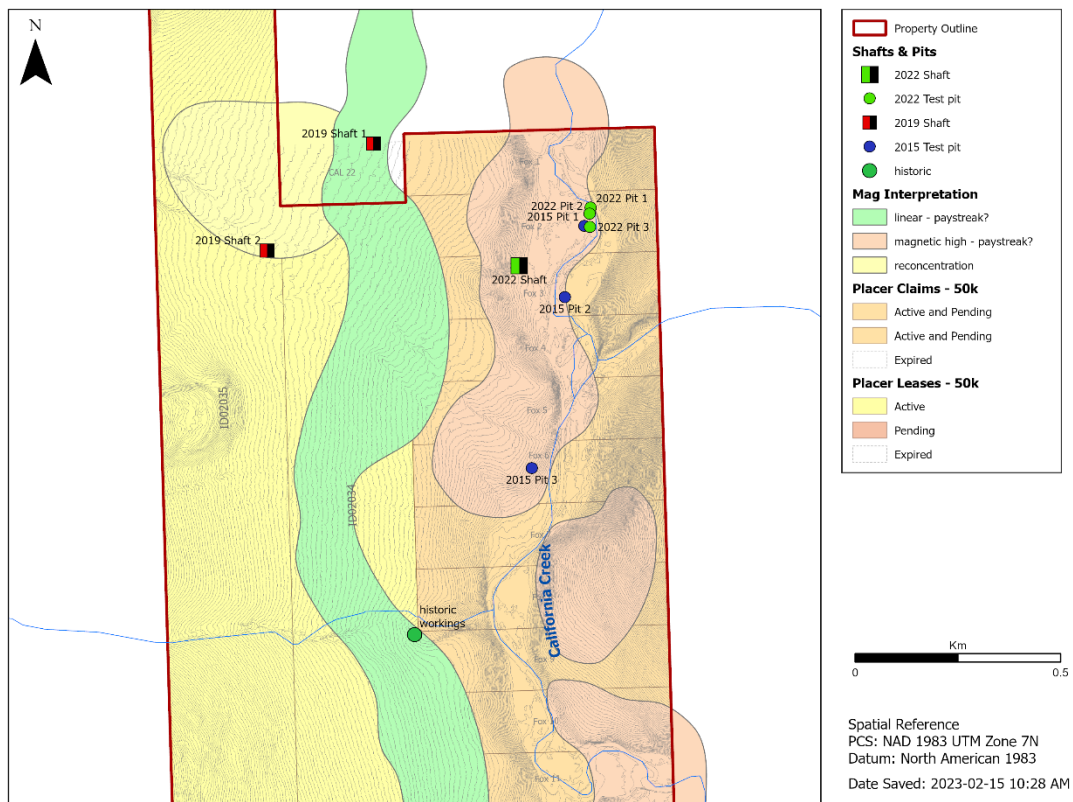 N
2019 Shaft 1
CAL 22
2019 Shaft 2
Fox 1
2022 Pit 1
2022 Pit 2
2015 Pit 1
Fox 2
2022 Pit 3
2022 Shaft
Fox 3
2015 Pit 2
Fox 4
ID02035
Fox 5
Fox 6
2015 Pit 3
ID02034
California Creek
historic
workings
Fox 9
Fox 10
Fox 11
Property Outline
Shafts & Pits
2022 Shaft
2022 Test pit
2019 Shaft
2015 Test pit
historic
Mag Interpretation
linear - paystreak?
magnetic high - paystreak?
reconcentration
Placer Claims - 50k
Active and Pending
Active and Pending
Expired
Placer Leases - 50k
Active
Pending
Expired
Km
0
0.5
Spatial Reference
PCS: NAD 1983 UTM Zone 7N
Datum: North American 1983
Date Saved: 2023-02-15 10:28 AM